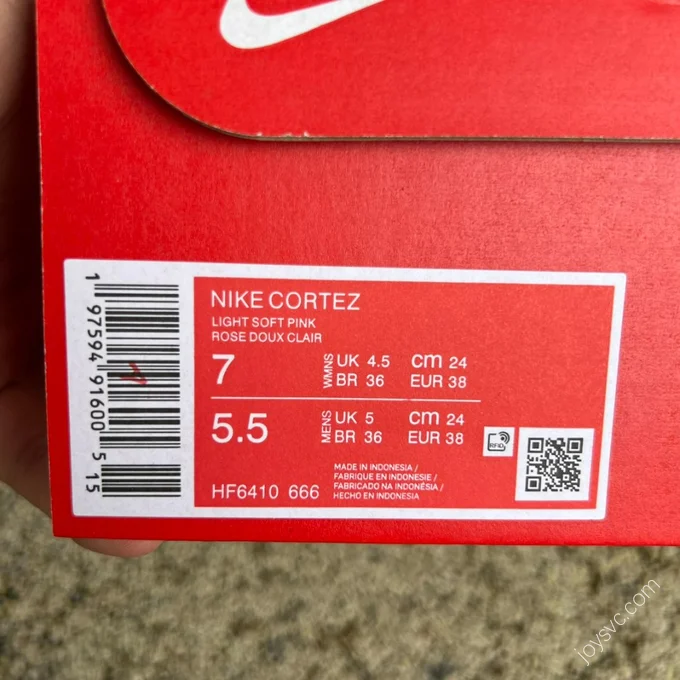 NIKE CORTEZ
LIGHT SOFT PINK
ROSE DOUX CLAIR
7 WMNS UK 4.5 cm 24
BR 36 EUR 38
5.5 MENS UK 5 cm 24
BR 36 EUR 38
RFID
MADE IN INDONESIA /
FABRIQUE EN INDONESIE /
FABRICADO NA INDONÉSIA /
HECHO EN INDONESIA
HF6410 666
1 97594 91600 5 15
joysvc.com